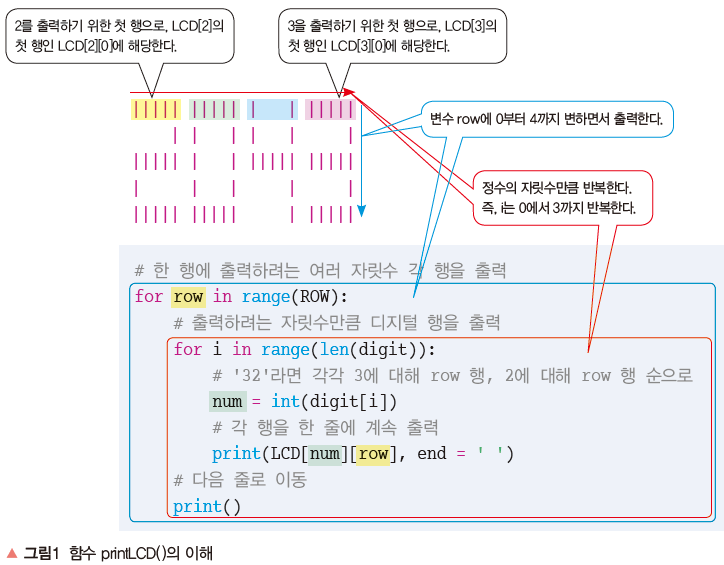 2를 출력하기 위한 첫 행으로, LCD[2]의
첫 행인 LCD[2][0]에 해당한다.
3을 출력하기 위한 첫 행으로, LCD[3]의
첫 행인 LCD[3][0]에 해당한다.
||||| ||||| |    | |||||
    | |   | |    |     |
||||| |   | ||||| |||||
|     |   |      |     |
||||| |||||      | |||||
변수 row에 0부터 4까지 변하면서 출력한다.
정수의 자릿수만큼 반복한다.
즉, i는 0에서 3까지 반복한다.
# 한 행에 출력하려는 여러 자릿수 각 행을 출력
for row in range(ROW):
# 출력하려는 자릿수만큼 디지털 행을 출력
for i in range(len(digit)):
# '32'라면 각각 3에 대해 row 행, 2에 대해 row 행 순으로
num = int(digit[i])
# 각 행을 한 줄에 계속 출력
print(LCD[num][row], end = ' ')
# 다음 줄로 이동
print()
▲ 그림1 함수 printLCD()의 이해